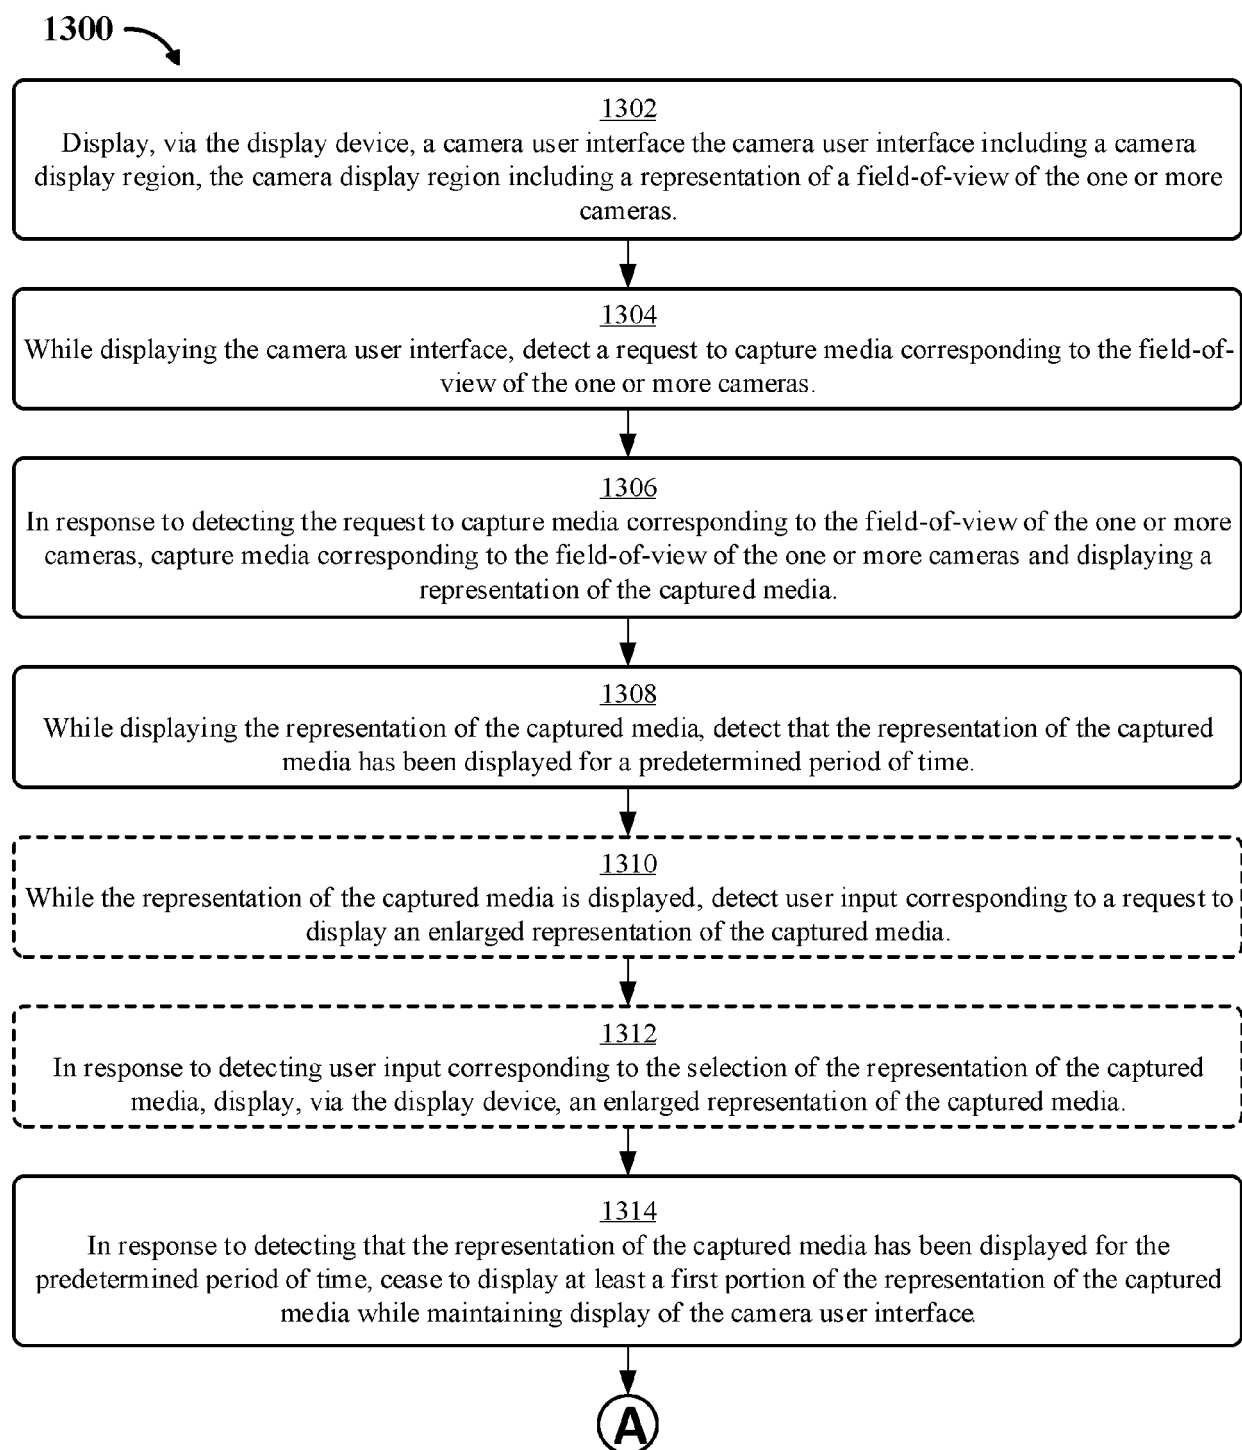 1300
1302
Display, via the display device, a camera user interface the camera user interface including a camera
display region, the camera display region including a representation of a field-of-view of the one or more
cameras.
1304
While displaying the camera user interface, detect a request to capture media corresponding to the field-of-
view of the one or more cameras.
1306
In response to detecting the request to capture media corresponding to the field-of-view of the one or more
cameras, capture media corresponding to the field-of-view of the one or more cameras and displaying a
representation of the captured media.
1308
While displaying the representation of the captured media, detect that the representation of the captured
media has been displayed for a predetermined period of time.
1310
While the representation of the captured media is displayed, detect user input corresponding to a request to
display an enlarged representation of the captured media.
1312
In response to detecting user input corresponding to the selection of the representation of the captured
media, display, via the display device, an enlarged representation of the captured media.
1314
In response to detecting that the representation of the captured media has been displayed for the
predetermined period of time, cease to display at least a first portion of the representation of the captured
media while maintaining display of the camera user interface.
A